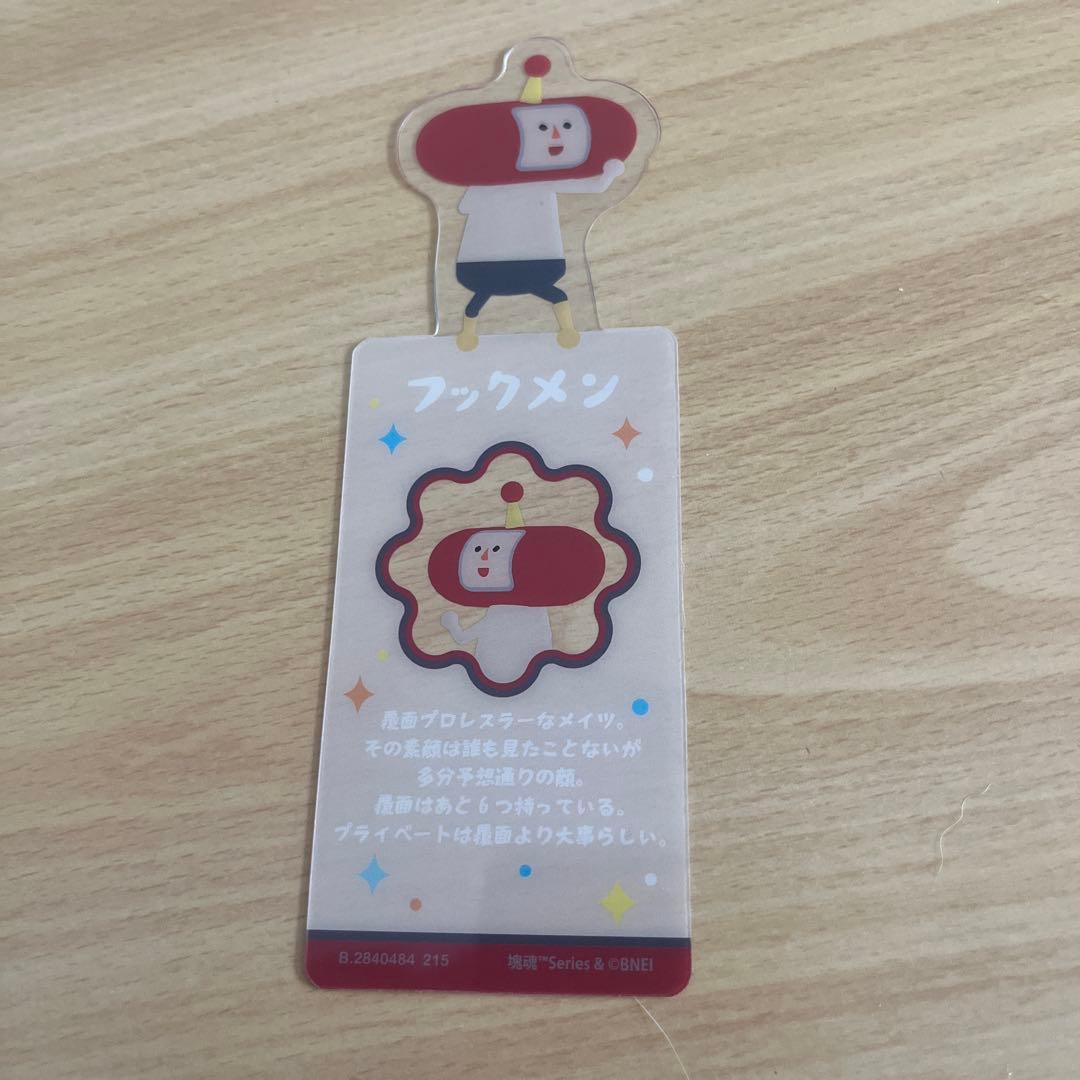 フックメン
覆面プロレスラーなメイツ。
その素顔は誰も見たことないが
多分予想通りの顔。
覆面はあと6つ持っている。
プライベートは覆面より大事らしい。
B.2840484 215
塊魂™Series & ©BNEI